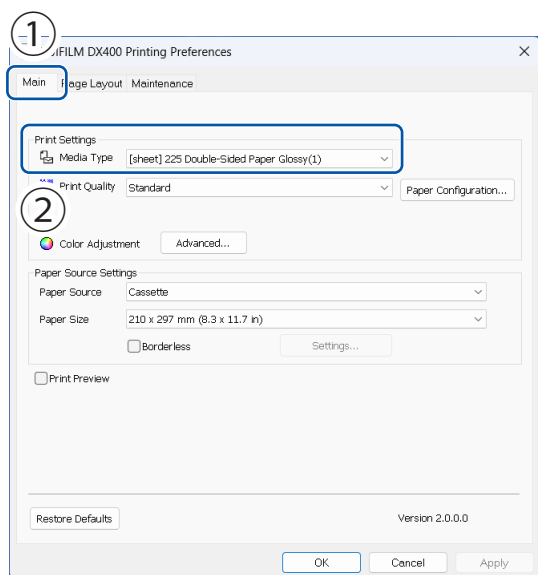 ①
iFILM DX400 Printing Preferences
Main Page Layout Maintenance
Print Settings
Media Type [sheet] 225 Double-Sided Paper Glossy(1)
Print Quality Standard Paper Configuration...
②
Color Adjustment Advanced...
Paper Source Settings
Paper Source Cassette
Paper Size 210 x 297 mm (8.3 x 11.7 in)
Borderless Settings...
Print Preview
Restore Defaults Version 2.0.0.0
OK Cancel Apply